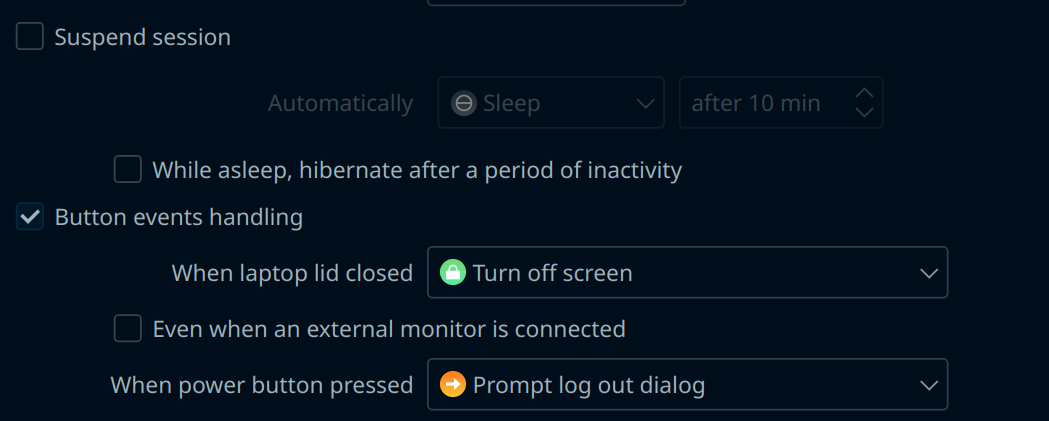 Suspend session
Automatically Sleep after 10 min
While asleep, hibernate after a period of inactivity
Button events handling
When laptop lid closed Turn off screen
Even when an external monitor is connected
When power button pressed Prompt log out dialog